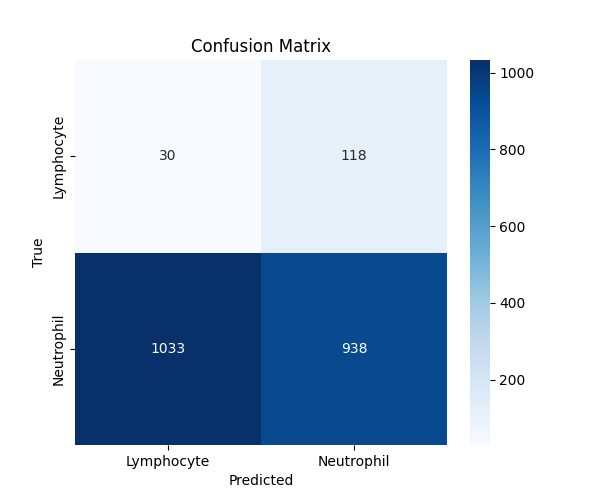 Confusion Matrix
True
Lymphocyte
30
118
Neutrophil
1033
938
Lymphocyte
Neutrophil
Predicted
1000
800
600
400
200